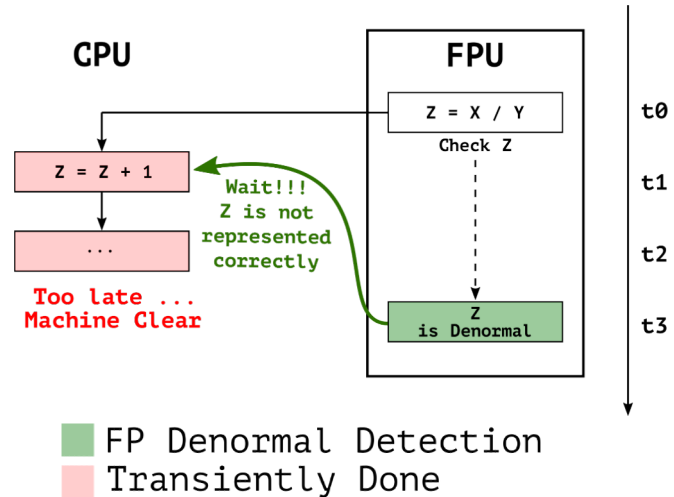 CPU
FPU
Z = X / Y
t0
Check Z
Z = Z + 1
Wait!!!
Z is not
represented
correctly
t1
...
t2
Too late ...
Machine Clear
Z
is Denormal
t3
FP Denormal Detection
Transiently Done